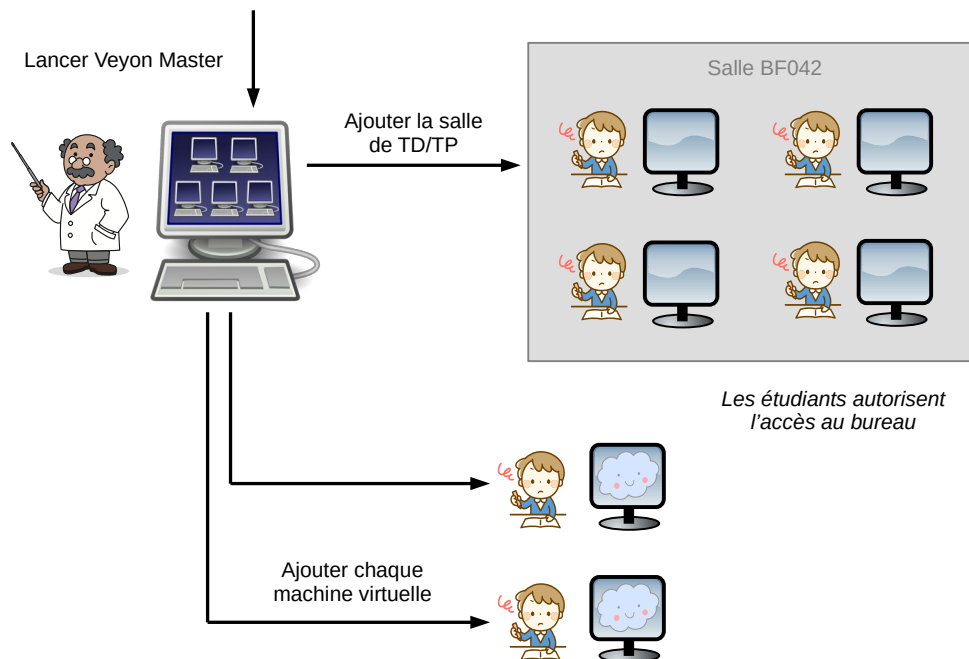 Lancer Veyon Master
Salle BF042
Ajouter la salle
de TD/TP
Les étudiants autorisent
l’accès au bureau
Ajouter chaque
machine virtuelle